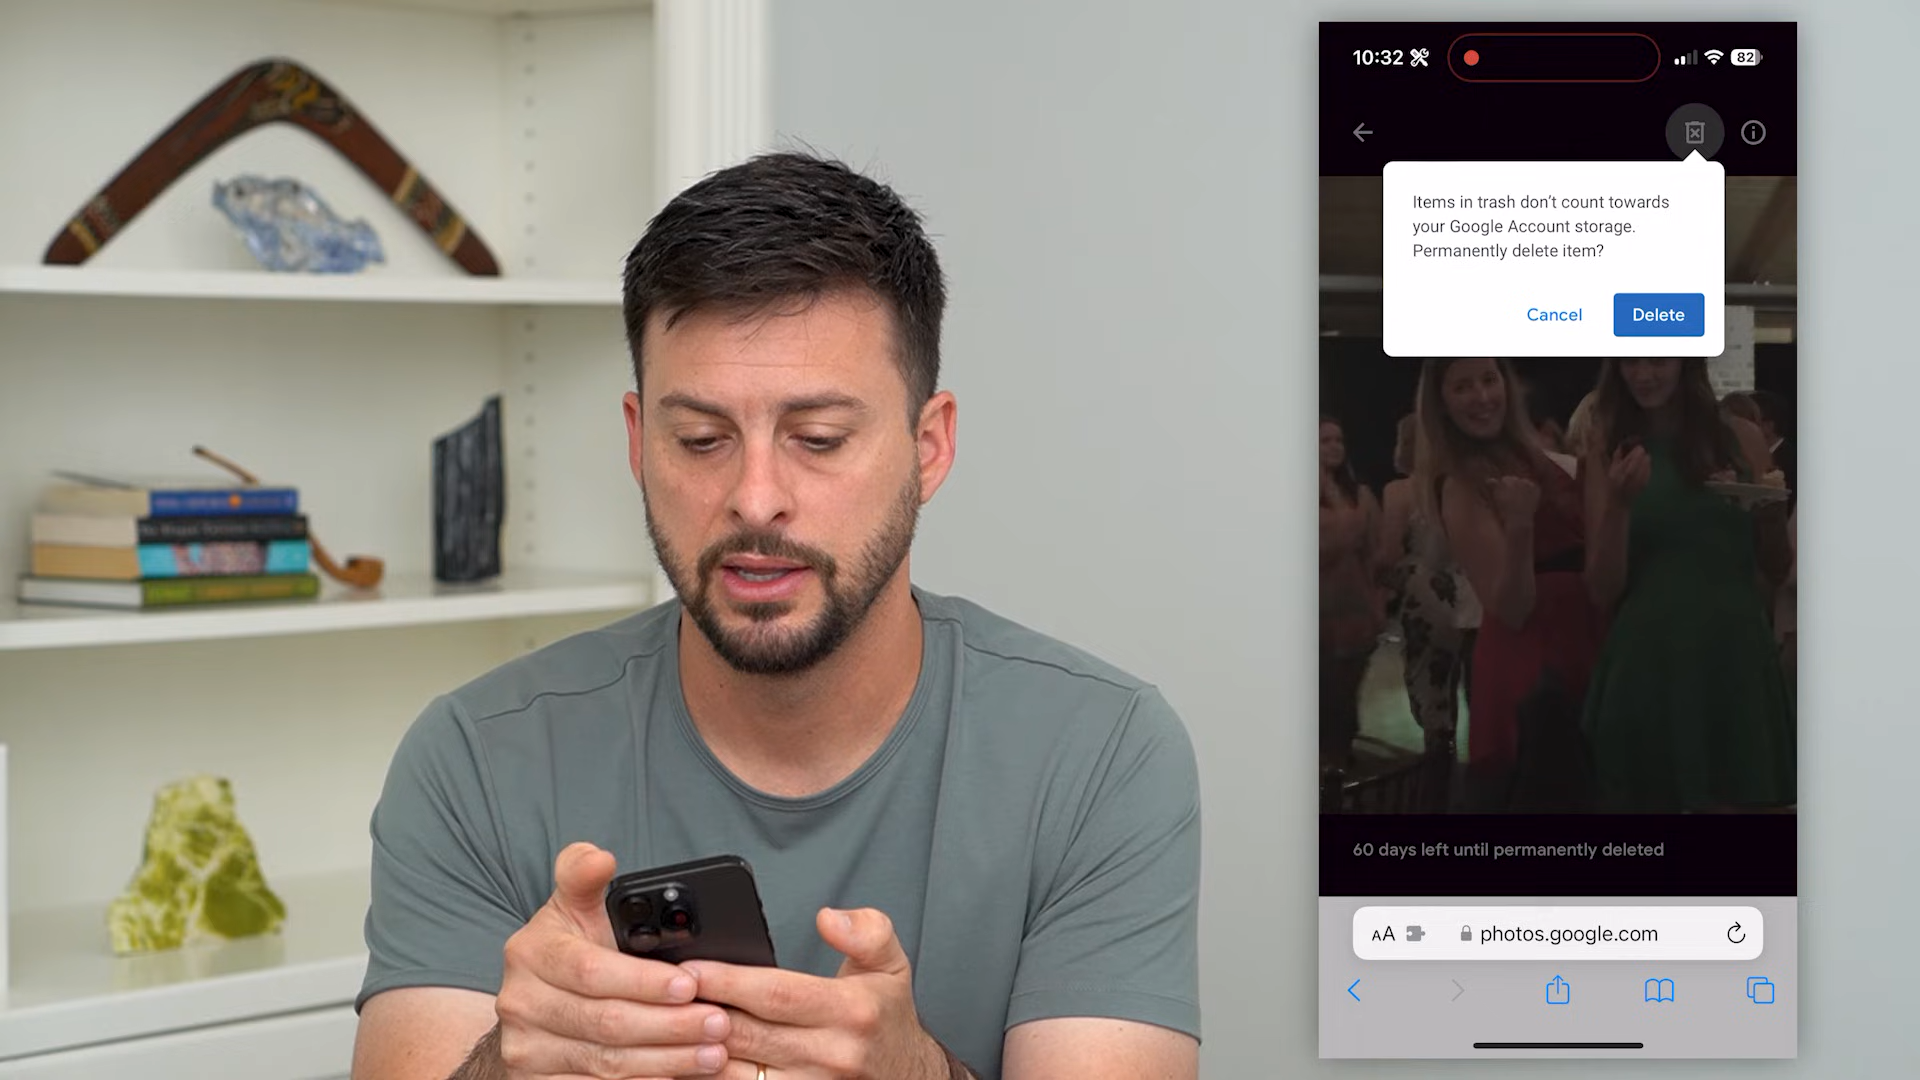 10:32
82
Items in trash don't count towards
your Google Account storage.
Permanently delete item?
Cancel
Delete
60 days left until permanently deleted
AA
photos.google.com